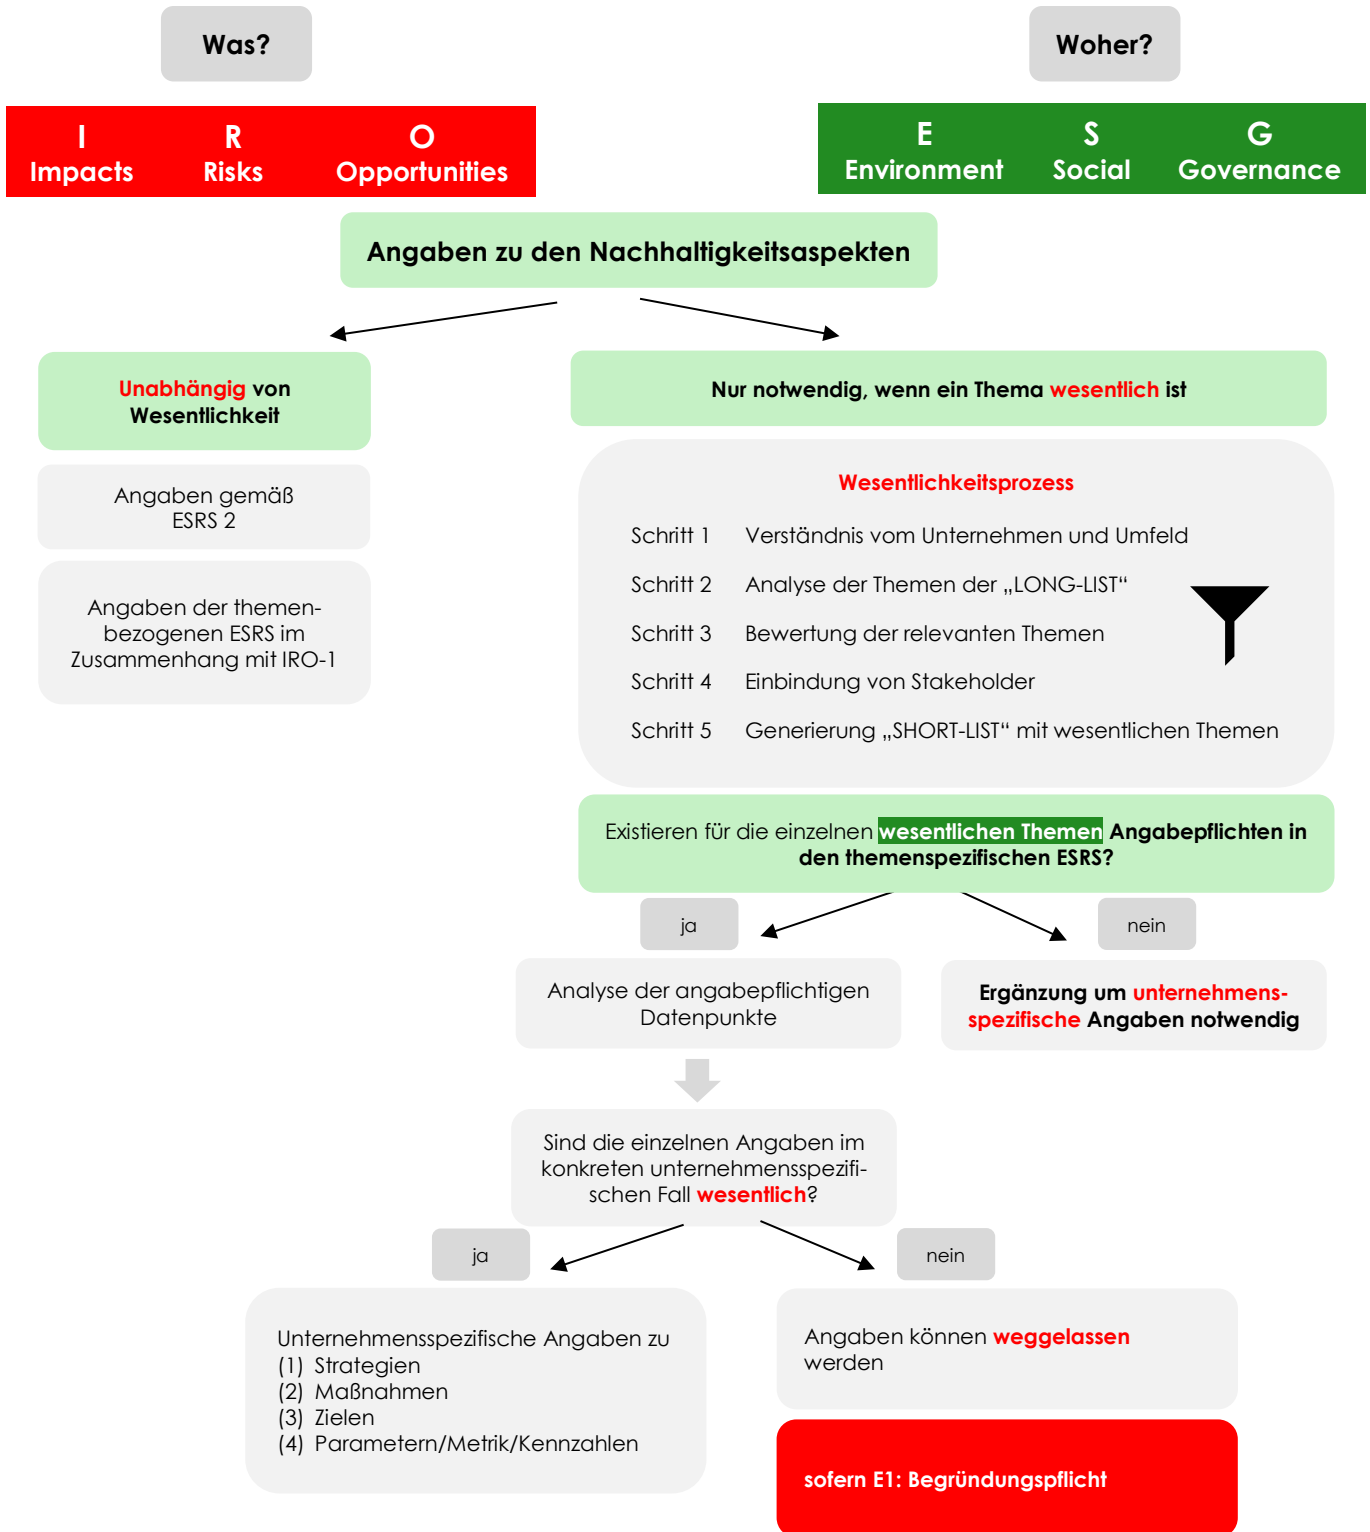 Was?
Woher?
I R O
Impacts Risks Opportunities
E S G
Environment Social Governance
Angaben zu den Nachhaltigkeitsaspekten
Unabhängig von
Wesentlichkeit
Nur notwendig, wenn ein Thema wesentlich ist
Angaben gemäß
ESRS 2
Angaben der themen-
bezogenen ESRS im
Zusammenhang mit IRO-1
Wesentlichkeitsprozess
Schritt 1 Verständnis vom Unternehmen und Umfeld
Schritt 2 Analyse der Themen der „LONG-LIST“
Schritt 3 Bewertung der relevanten Themen
Schritt 4 Einbindung von Stakeholder
Schritt 5 Generierung „SHORT-LIST“ mit wesentlichen Themen
Existieren für die einzelnen wesentlichen Themen Angabepflichten in
den themenspezifischen ESRS?
ja
nein
Analyse der angabepflichtigen
Datenpunkte
Ergänzung um unternehmens-
spezifische Angaben notwendig
Sind die einzelnen Angaben im
konkreten unternehmensspezifi-
schen Fall wesentlich?
ja
nein
Unternehmensspezifische Angaben zu
(1) Strategien
(2) Maßnahmen
(3) Zielen
(4) Parametern/Metrik/Kennzahlen
Angaben können weggelassen
werden
sofern E1: Begründungspflicht